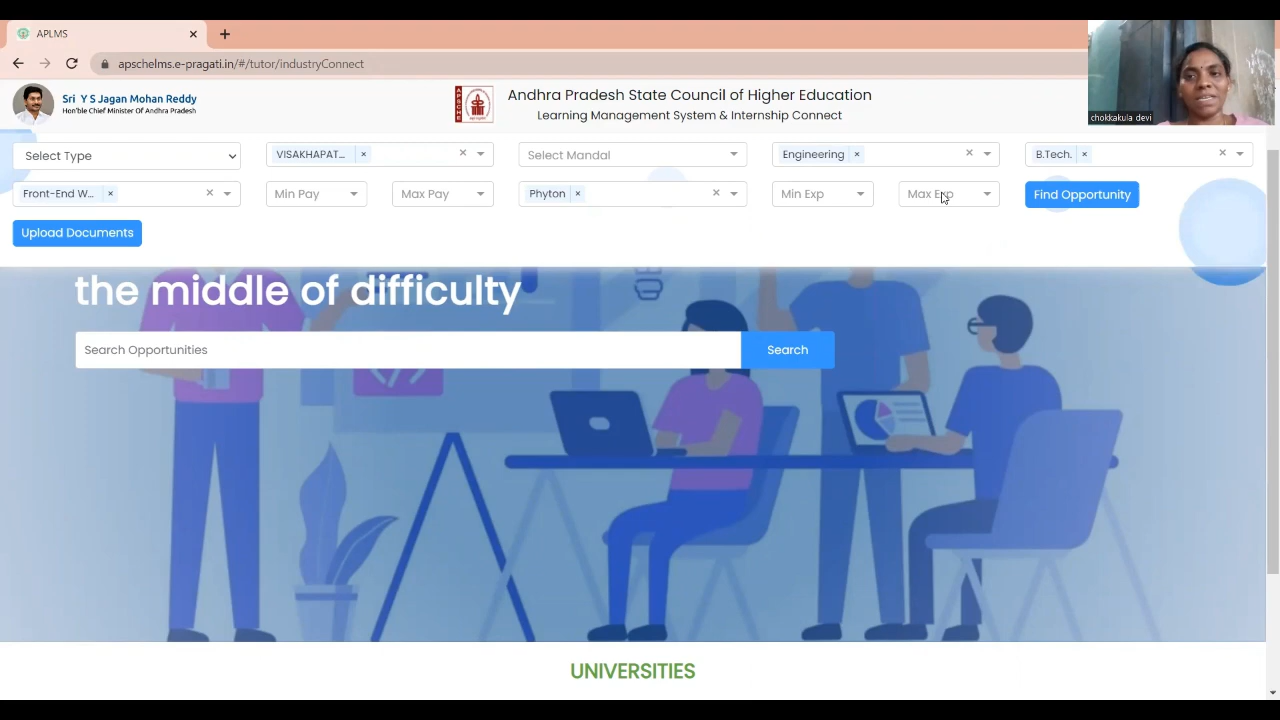 APLMS
apschelms.e-pragati.in/#/tutor/industryConnect
Sri Y S Jagan Mohan Reddy
Hon'ble Chief Minister Of Andhra Pradesh
APSCHE
Andhra Pradesh State Council of Higher Education
Learning Management System & Internship Connect
chokkakula devi
Select Type
VISAKHAPAT...
Select Mandal
Engineering
B.Tech.
Front-End W...
Min Pay
Max Pay
Phyton
Min Exp
Max Exp
Find Opportunity
Upload Documents
the middle of difficulty
Search Opportunities
Search
UNIVERSITIES